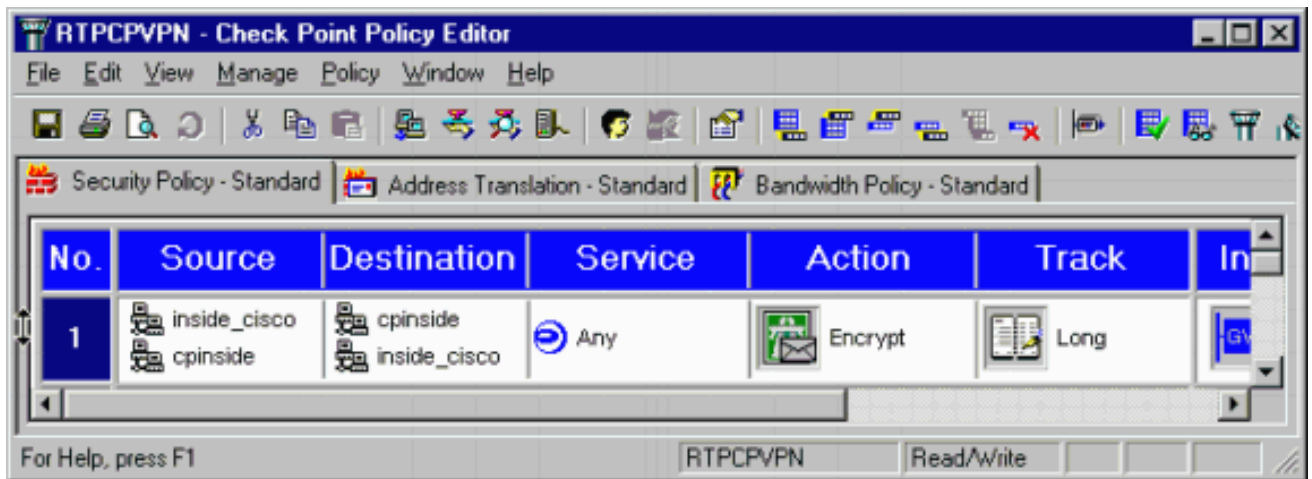 RTPCPVPN - Check Point Policy Editor
File Edit View Manage Policy Window Help
Security Policy - Standard Address Translation - Standard Bandwidth Policy - Standard
No. Source Destination Service Action Track In
1 inside_cisco cpinside Any Encrypt Long GW
cpinside inside_cisco
For Help, press F1 RTPCPVPN Read/Write